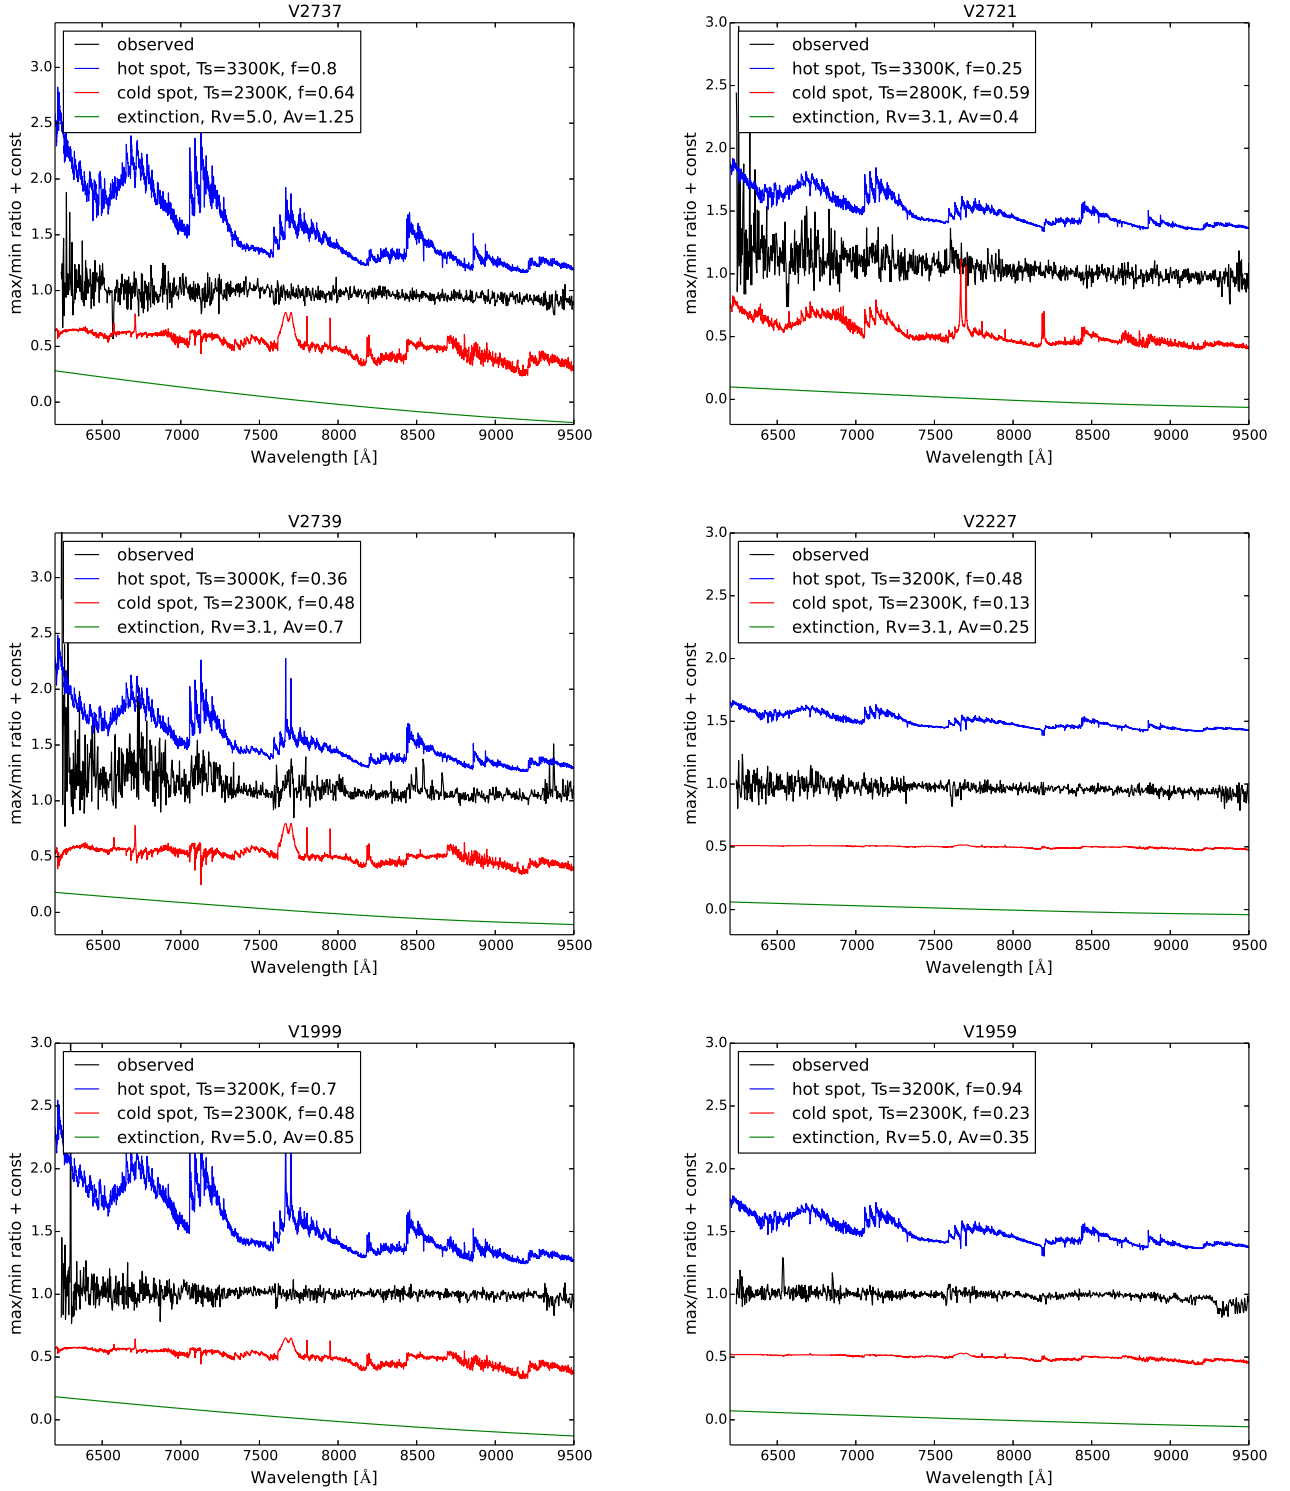 V2737
observed
hot spot, Ts=3300K, f=0.8
cold spot, Ts=2300K, f=0.64
extinction, Rv=5.0, Av=1.25
max/min ratio + const
3.0
2.5
2.0
1.5
1.0
0.5
0.0
6500 7000 7500 8000 8500 9000 9500
Wavelength [Å]
V2721
observed
hot spot, Ts=3300K, f=0.25
cold spot, Ts=2800K, f=0.59
extinction, Rv=3.1, Av=0.4
max/min ratio + const
3.0
2.5
2.0
1.5
1.0
0.5
0.0
6500 7000 7500 8000 8500 9000 9500
Wavelength [Å]
V2739
observed
hot spot, Ts=3000K, f=0.36
cold spot, Ts=2300K, f=0.48
extinction, Rv=3.1, Av=0.7
max/min ratio + const
3.0
2.5
2.0
1.5
1.0
0.5
0.0
6500 7000 7500 8000 8500 9000 9500
Wavelength [Å]
V2227
observed
hot spot, Ts=3200K, f=0.48
cold spot, Ts=2300K, f=0.13
extinction, Rv=3.1, Av=0.25
max/min ratio + const
3.0
2.5
2.0
1.5
1.0
0.5
0.0
6500 7000 7500 8000 8500 9000 9500
Wavelength [Å]
V1999
observed
hot spot, Ts=3200K, f=0.7
cold spot, Ts=2300K, f=0.48
extinction, Rv=5.0, Av=0.85
max/min ratio + const
3.0
2.5
2.0
1.5
1.0
0.5
0.0
6500 7000 7500 8000 8500 9000 9500
Wavelength [Å]
V1959
observed
hot spot, Ts=3200K, f=0.94
cold spot, Ts=2300K, f=0.23
extinction, Rv=5.0, Av=0.35
max/min ratio + const
3.0
2.5
2.0
1.5
1.0
0.5
0.0
6500 7000 7500 8000 8500 9000 9500
Wavelength [Å]